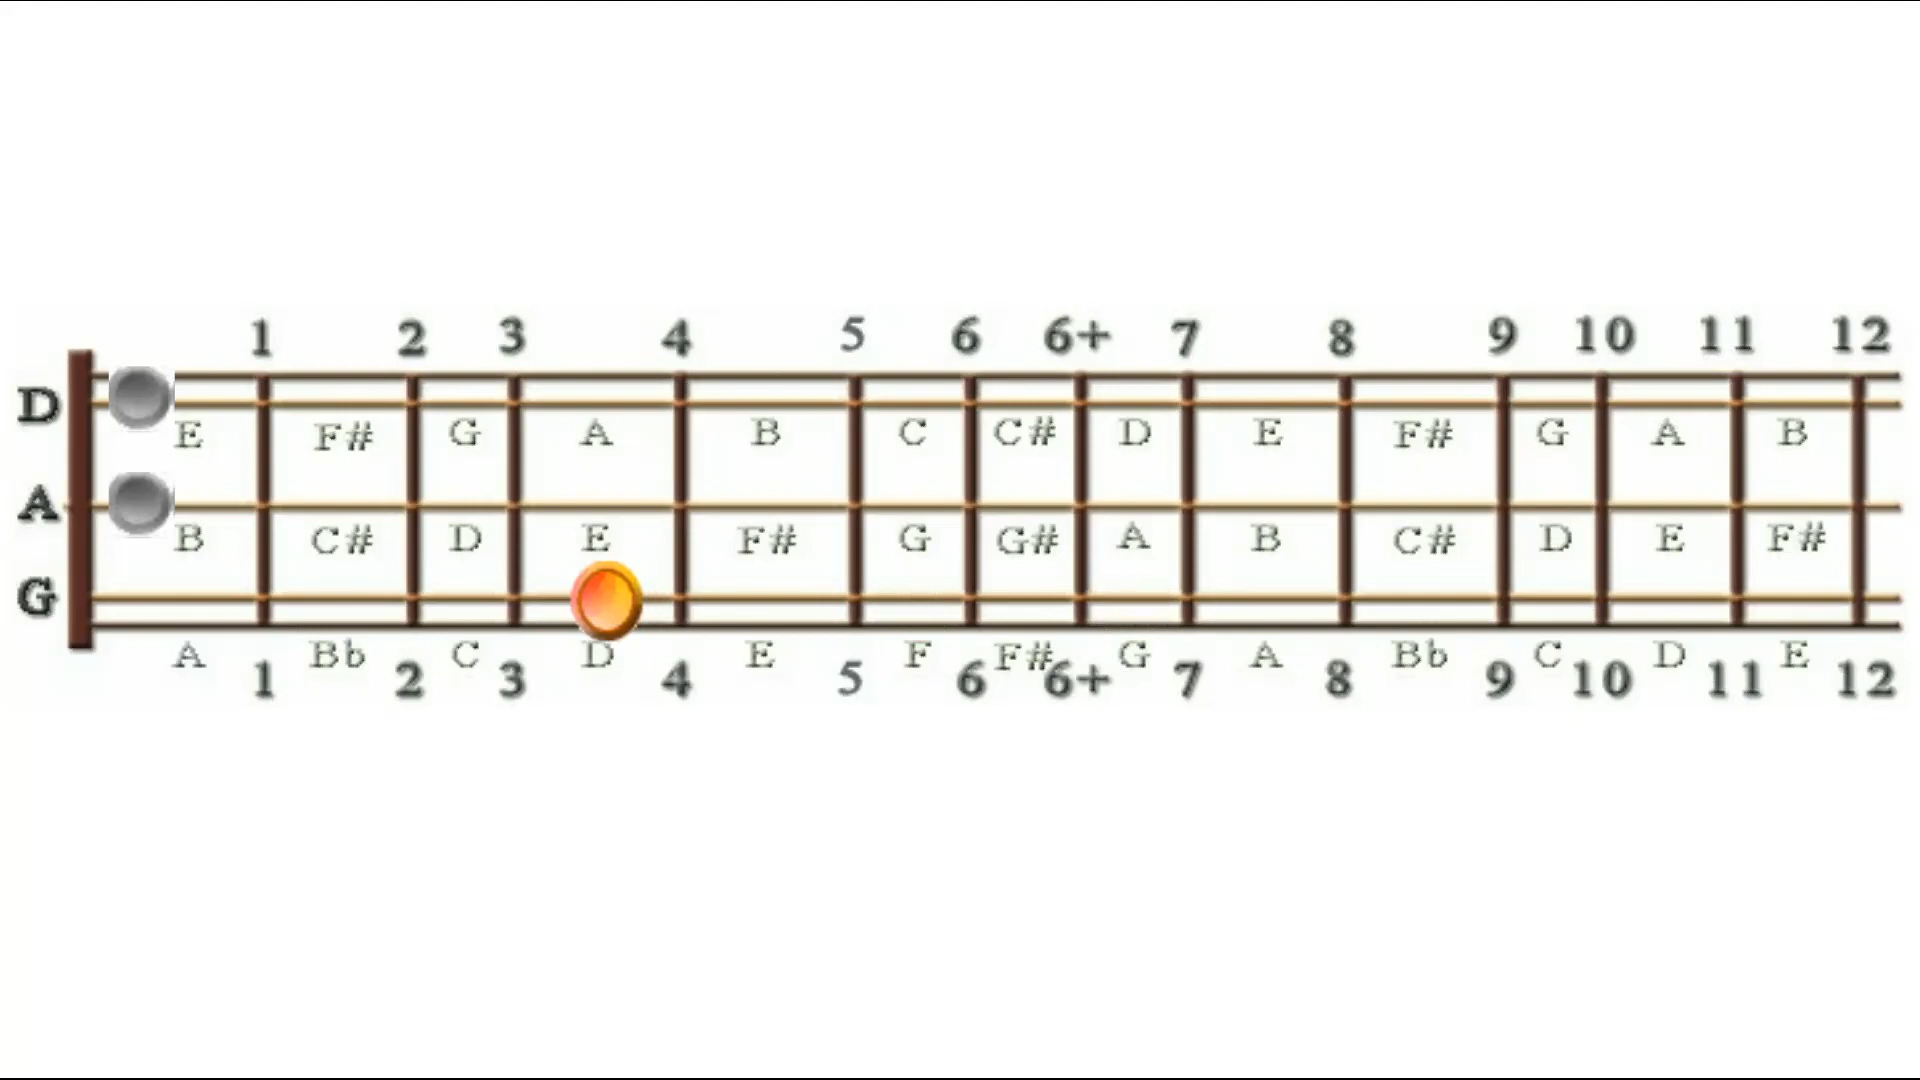 1 2 3 4 5 6 6+ 7 8 9 10 11 12
D
E F# G A B C C# D E F# G A B
A
B C# D E F# G G# A B C# D E F#
G
A Bb C D E F F# G A Bb C D E
1 2 3 4 5 6 6+ 7 8 9 10 11 12